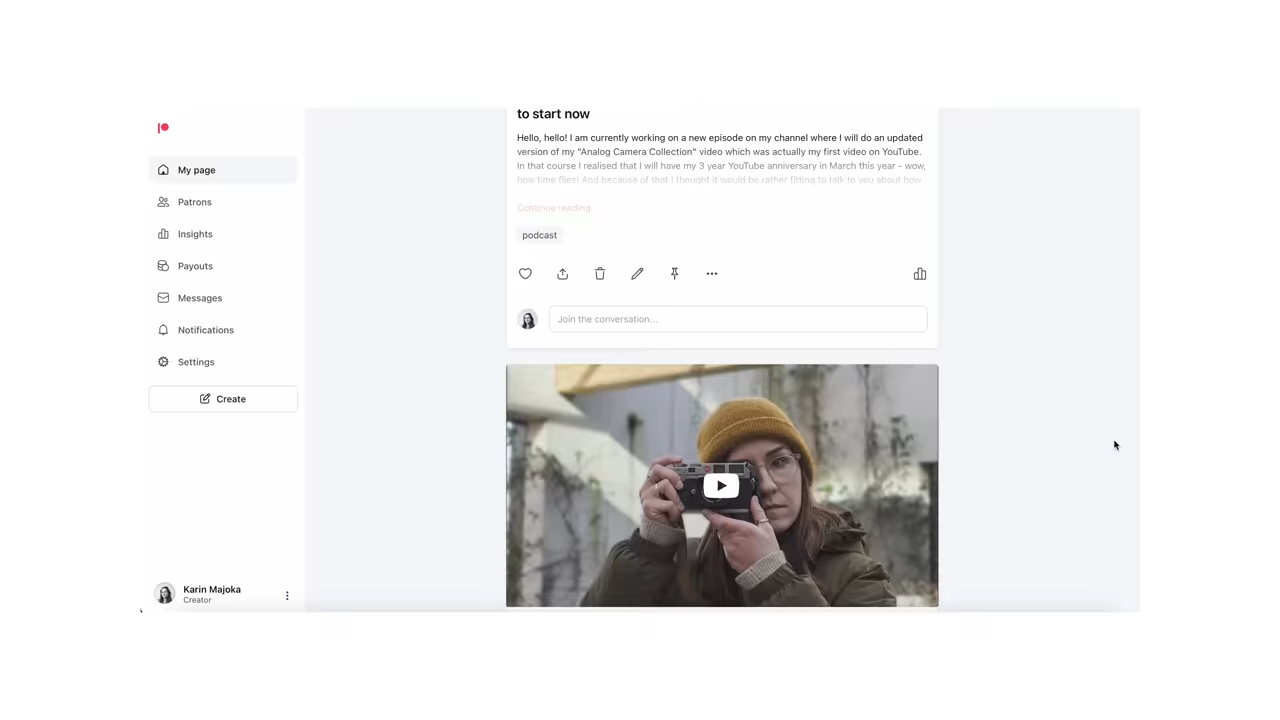 to start now
Hello, hello! I am currently working on a new episode on my channel where I will do an updated
version of my "Analog Camera Collection" video which was actually my first video on YouTube.
In that course I realised that I will have my 3 year YouTube anniversary in March this year – wow,
how time flies! And because of that I thought it would be rather fitting to talk to you about how
Continue reading
podcast
Join the conversation...
My page
Patrons
Insights
Payouts
Messages
Notifications
Settings
Create
Karin Majoka
Creator